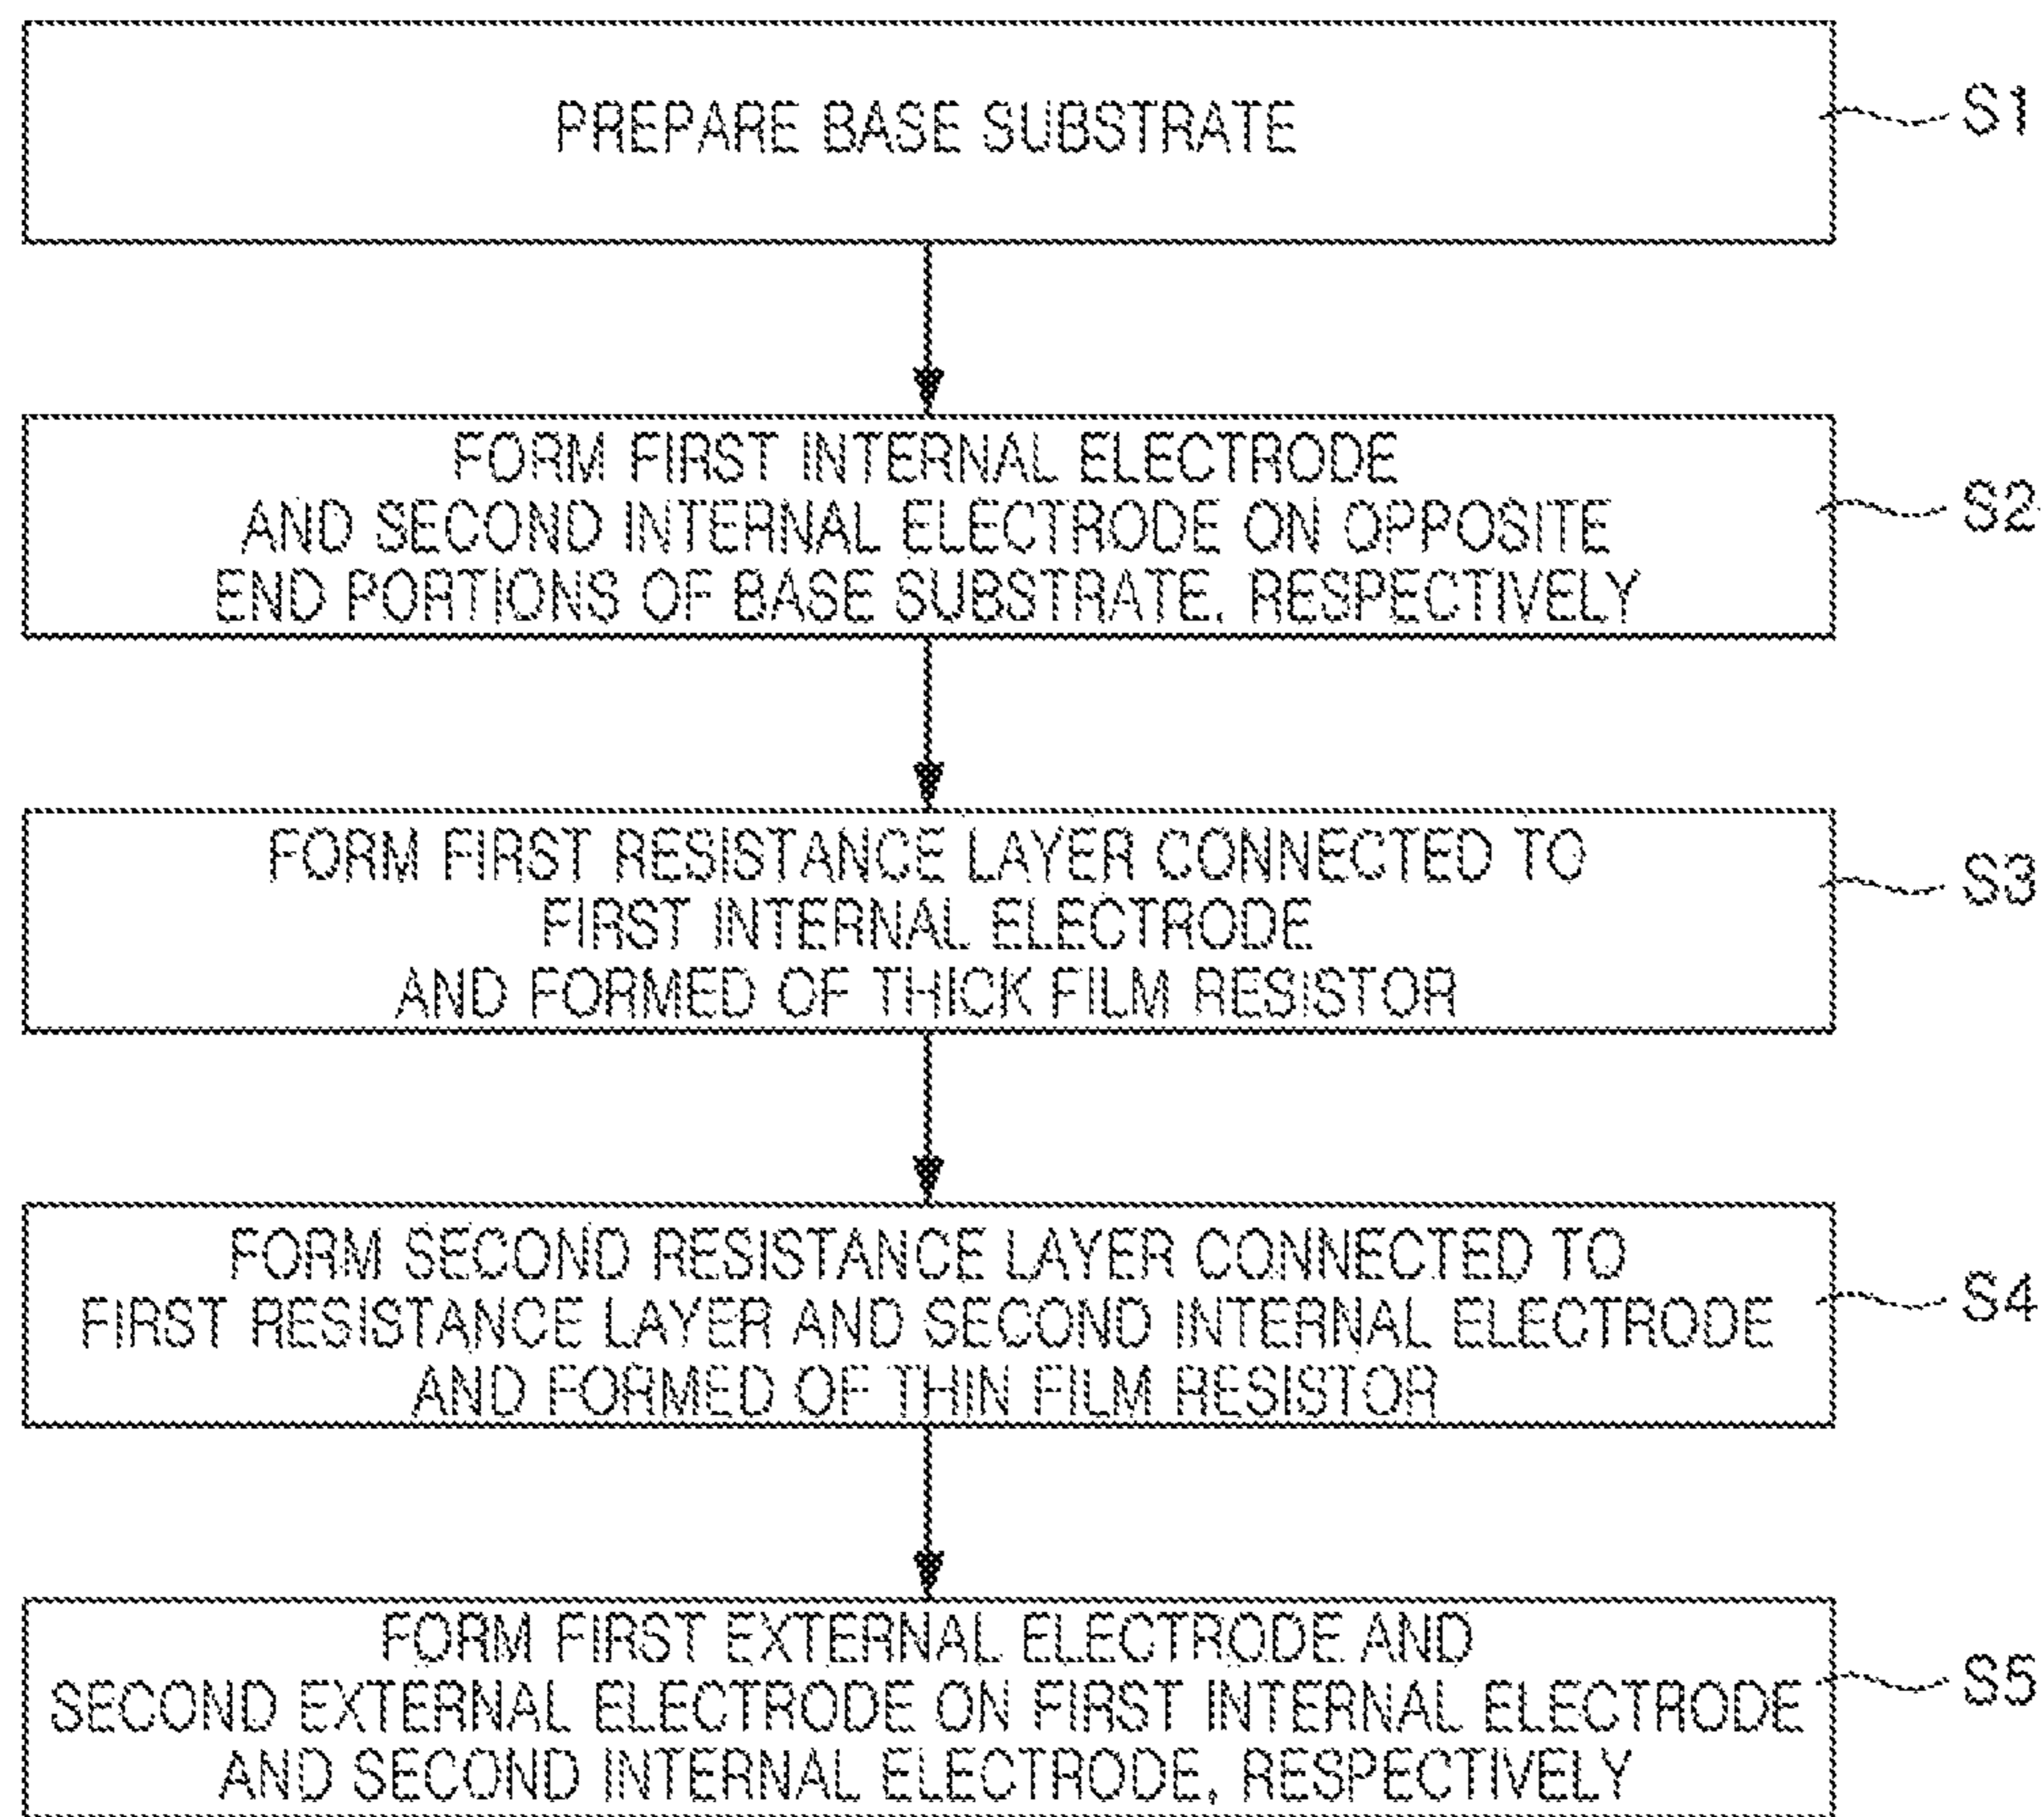 PREPARE BASE SUBSTRATE
S1
FORM FIRST INTERNAL ELECTRODE
AND SECOND INTERNAL ELECTRODE ON OPPOSITE
END PORTIONS OF BASE SUBSTRATE, RESPECTIVELY
S2
FORM FIRST RESISTANCE LAYER CONNECTED TO
FIRST INTERNAL ELECTRODE
AND FORMED OF THICK FILM RESISTOR
S3
FORM SECOND RESISTANCE LAYER CONNECTED TO
FIRST RESISTANCE LAYER AND SECOND INTERNAL ELECTRODE
AND FORMED OF THIN FILM RESISTOR
S4
FORM FIRST EXTERNAL ELECTRODE AND
SECOND EXTERNAL ELECTRODE ON FIRST INTERNAL ELECTRODE
AND SECOND INTERNAL ELECTRODE, RESPECTIVELY
S5